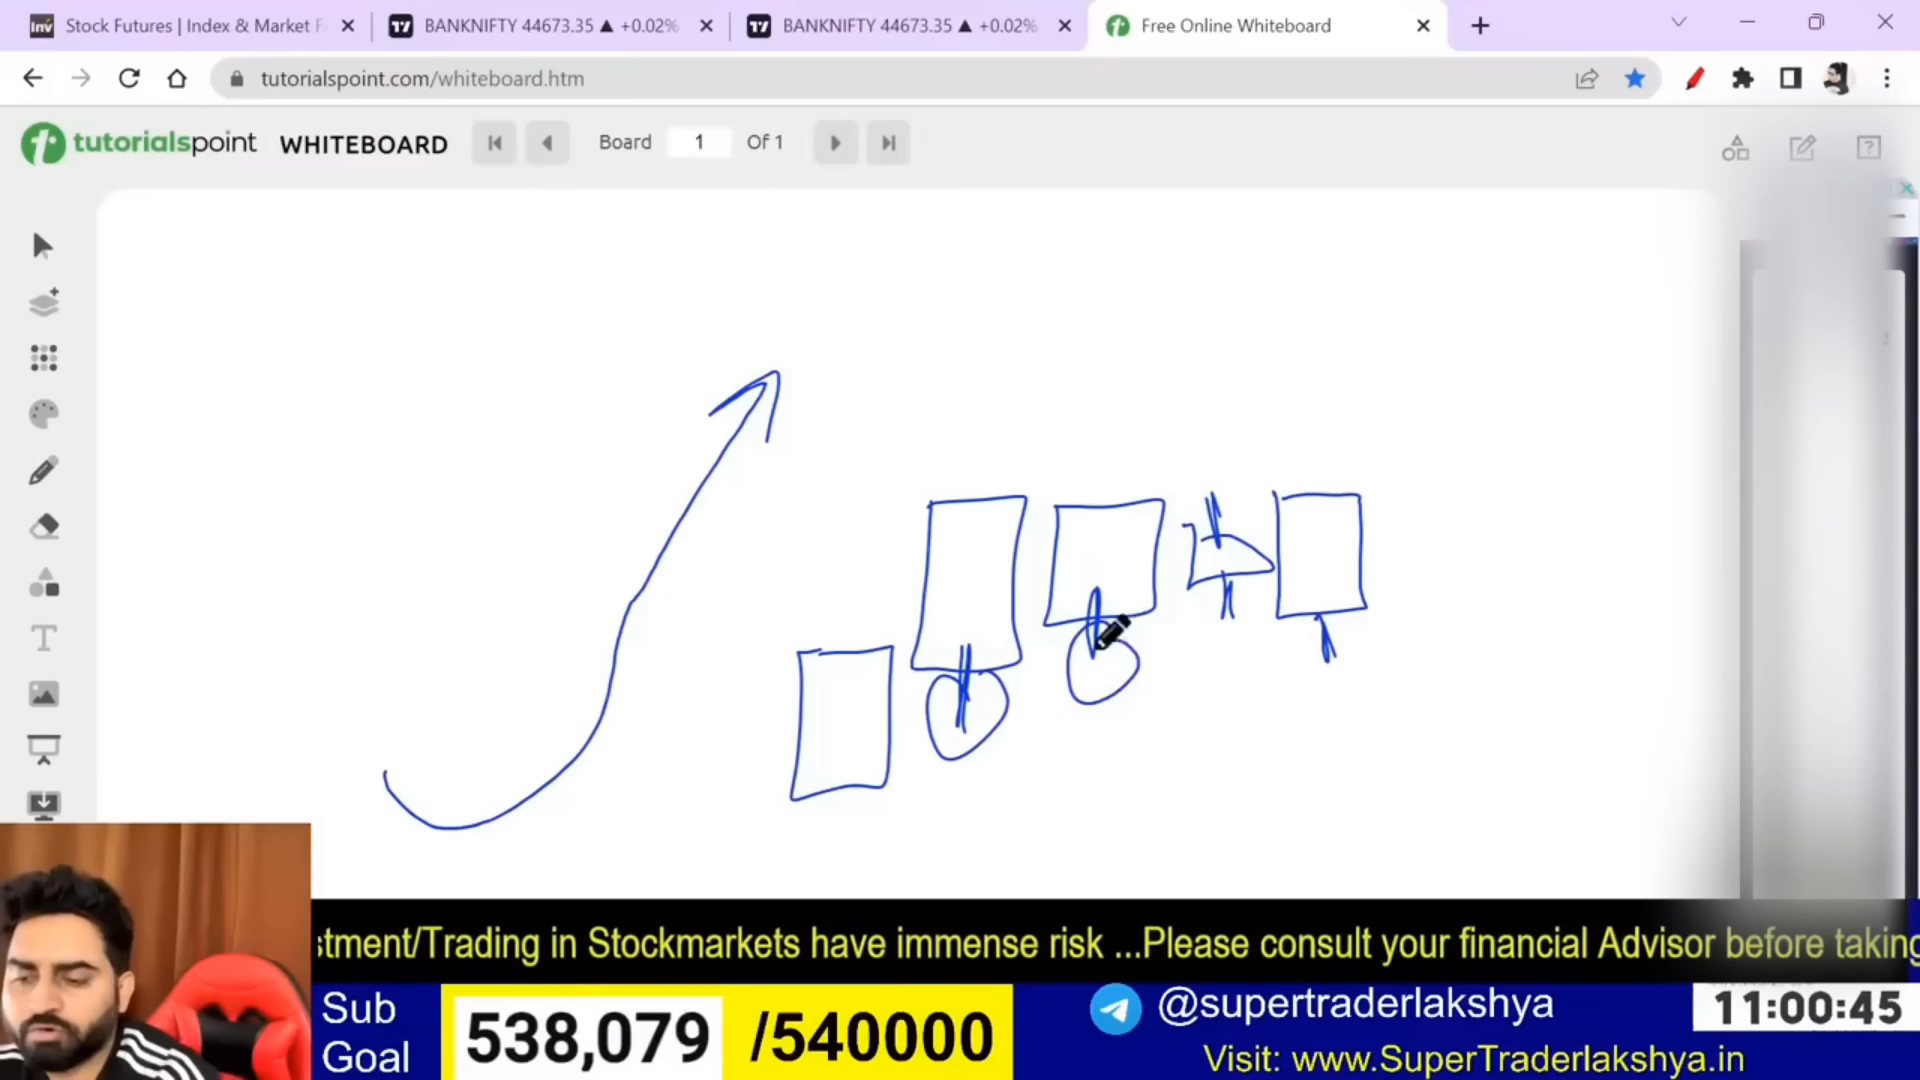 Stock Futures | Index & Market F
BANKNIFTY 44673.35 ▲ +0.02%
BANKNIFTY 44673.35 ▲ +0.02%
Free Online Whiteboard
tutorialspoint.com/whiteboard.htm
tutorialspoint WHITEBOARD Board 1 Of 1
stment/Trading in Stockmarkets have immense risk ...Please consult your financial Advisor before taking
Sub Goal
538,079 /540000
@supertraderlakshya
11:00:45
Visit: www.SuperTraderlakshya.in